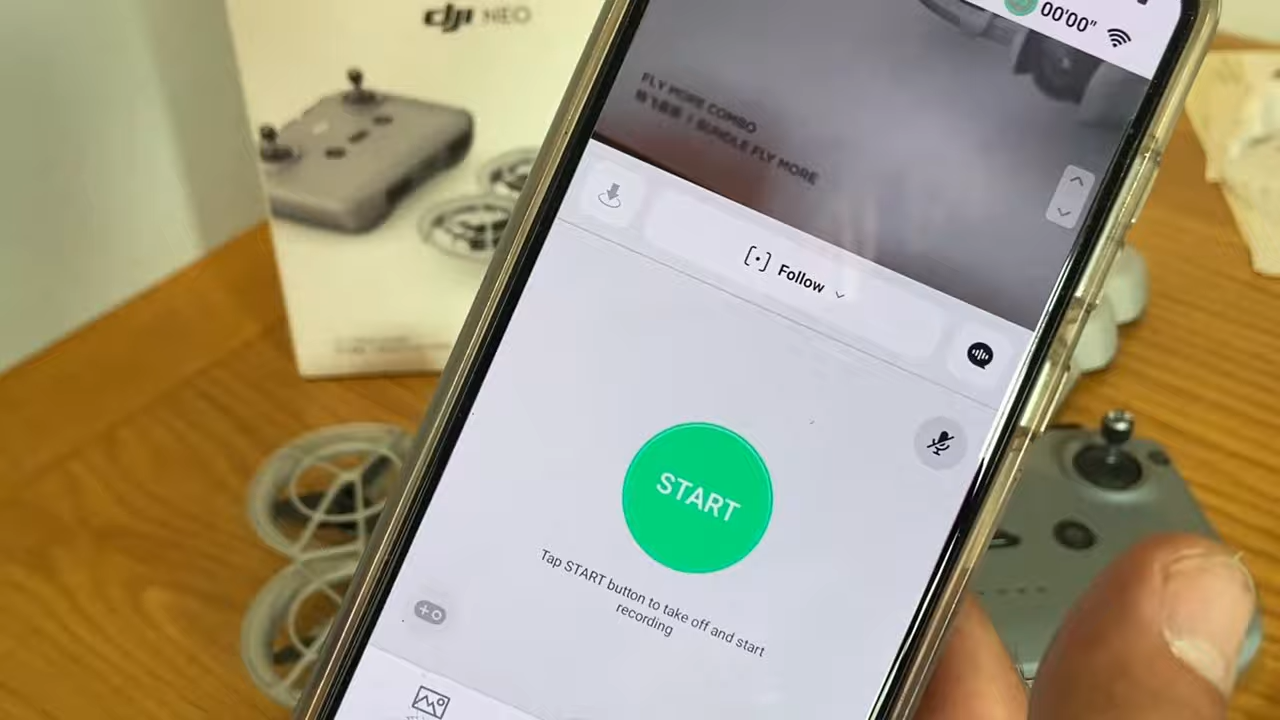 dji NEO
00'00"
FLY MORE COMBO
BUNDLE FLY MORE
Follow
START
Tap START button to take off and start
recording